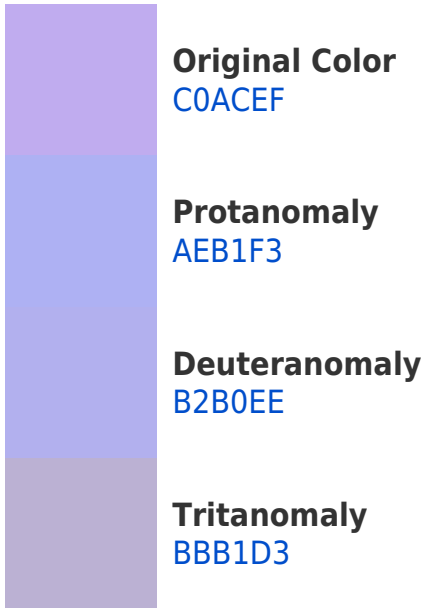 Original Color
C0ACEF
Protanomaly
AEB1F3
Deuteranomaly
B2B0EE
Tritanomaly
BBB1D3